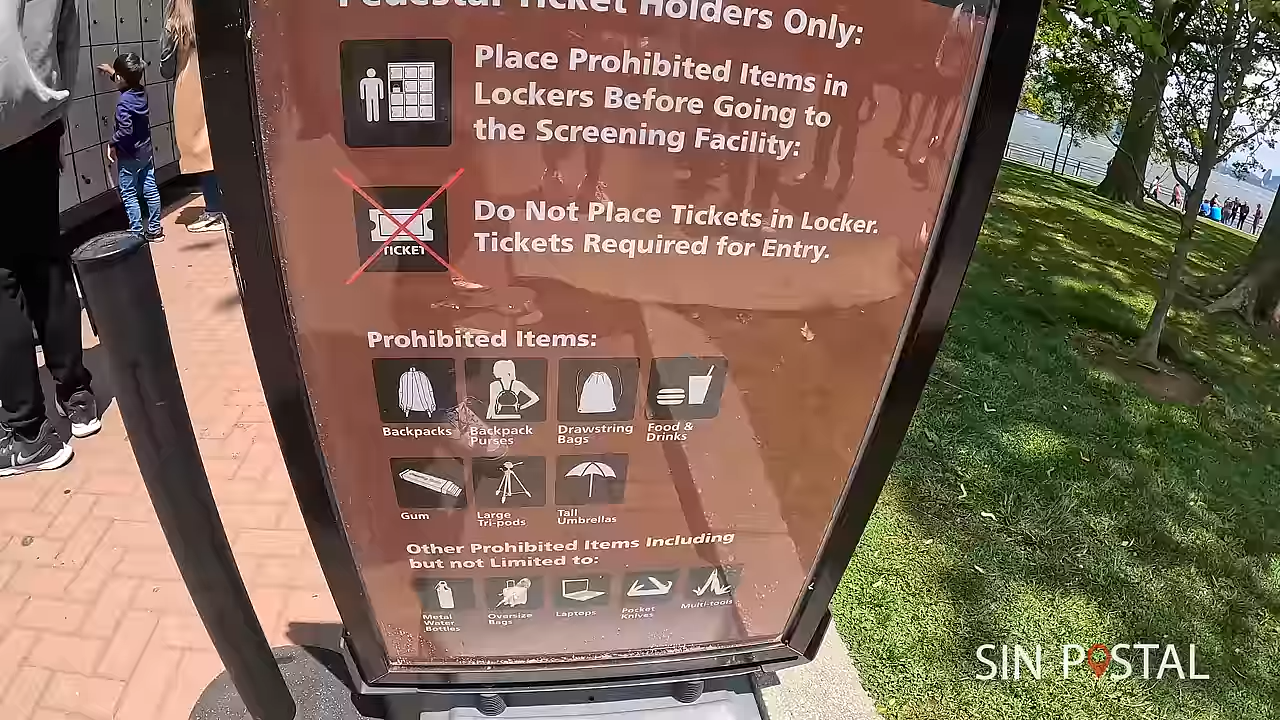 Pedestal Ticket Holders Only:
Place Prohibited Items in
Lockers Before Going to
the Screening Facility:
TICKET
Do Not Place Tickets in Locker.
Tickets Required for Entry.
Prohibited Items:
Backpacks
Backpack
Purses
Drawstring
Bags
Food &
Drinks
Gum
Large
Tri-pods
Tall
Umbrellas
Other Prohibited Items Including
but not Limited to:
Metal
Water
Bottles
Oversize
Bags
Laptops
Pocket
Knives
Multi-tools
SIN POSTAL